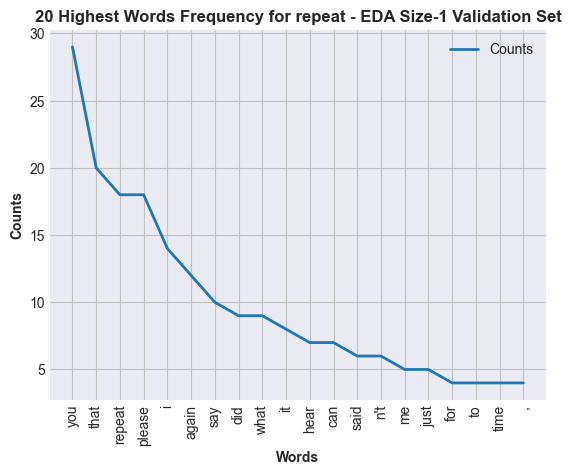 20 Highest Words Frequency for repeat - EDA Size-1 Validation Set
Counts
30
25
20
15
10
5
Counts
you
that
repeat
please
i
again
say
did
what
it
hear
can
said
n't
me
just
for
to
time
,
Words